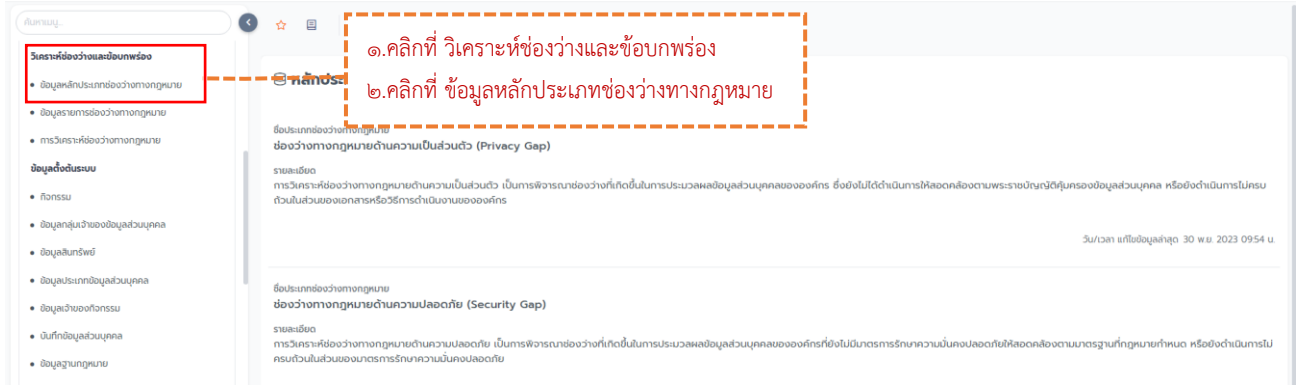 ค้นหาเมนู...
วิเคราะห์ช่องว่างและข้อบกพร่อง
ข้อมูลหลักประเภทช่องว่างทางกฎหมาย
ข้อมูลรายการช่องว่างทางกฎหมาย
การวิเคราะห์ช่องว่างทางกฎหมาย
ข้อมูลตั้งต้นระบบ
กิจกรรม
ข้อมูลกลุ่มเจ้าของข้อมูลส่วนบุคคล
ข้อมูลสินทรัพย์
ข้อมูลประเภทข้อมูลส่วนบุคคล
ข้อมูลเจ้าของกิจกรรม
บันทึกข้อมูลส่วนบุคคล
ข้อมูลฐานกฎหมาย
๑.คลิกที่ วิเคราะห์ช่องว่างและข้อบกพร่อง
๒.คลิกที่ ข้อมูลหลักประเภทช่องว่างทางกฎหมาย
ชื่อประเภทช่องว่างทางกฎหมาย
ช่องว่างทางกฎหมายด้านความเป็นส่วนตัว (Privacy Gap)
รายละเอียด
การวิเคราะห์ช่องว่างทางกฎหมายด้านความเป็นส่วนตัว เป็นการพิจารณาช่องว่างที่เกิดขึ้นในการประมวลผลข้อมูลส่วนบุคคลขององค์กร ซึ่งยังไม่ได้ดำเนินการให้สอดคล้องตามพระราชบัญญัติคุ้มครองข้อมูลส่วนบุคคล หรือยังดำเนินการไม่ครบ
ถ้วนในส่วนของเอกสารหรือวิธีการดำเนินงานขององค์กร
วัน/เวลา แก้ไขข้อมูลล่าสุด 30 พ.ย. 2023 09:54 น.
ชื่อประเภทช่องว่างทางกฎหมาย
ช่องว่างทางกฎหมายด้านความปลอดภัย (Security Gap)
รายละเอียด
การวิเคราะห์ช่องว่างทางกฎหมายด้านความปลอดภัย เป็นการพิจารณาช่องว่างที่เกิดขึ้นในการประมวลผลข้อมูลส่วนบุคคลขององค์กรที่ยังไม่มีมาตรการรักษาความมั่นคงปลอดภัยให้สอดคล้องตามมาตรฐานที่กฎหมายกำหนด หรือยังดำเนินการไม่
ครบถ้วนในส่วนของมาตรการรักษาความมั่นคงปลอดภัย